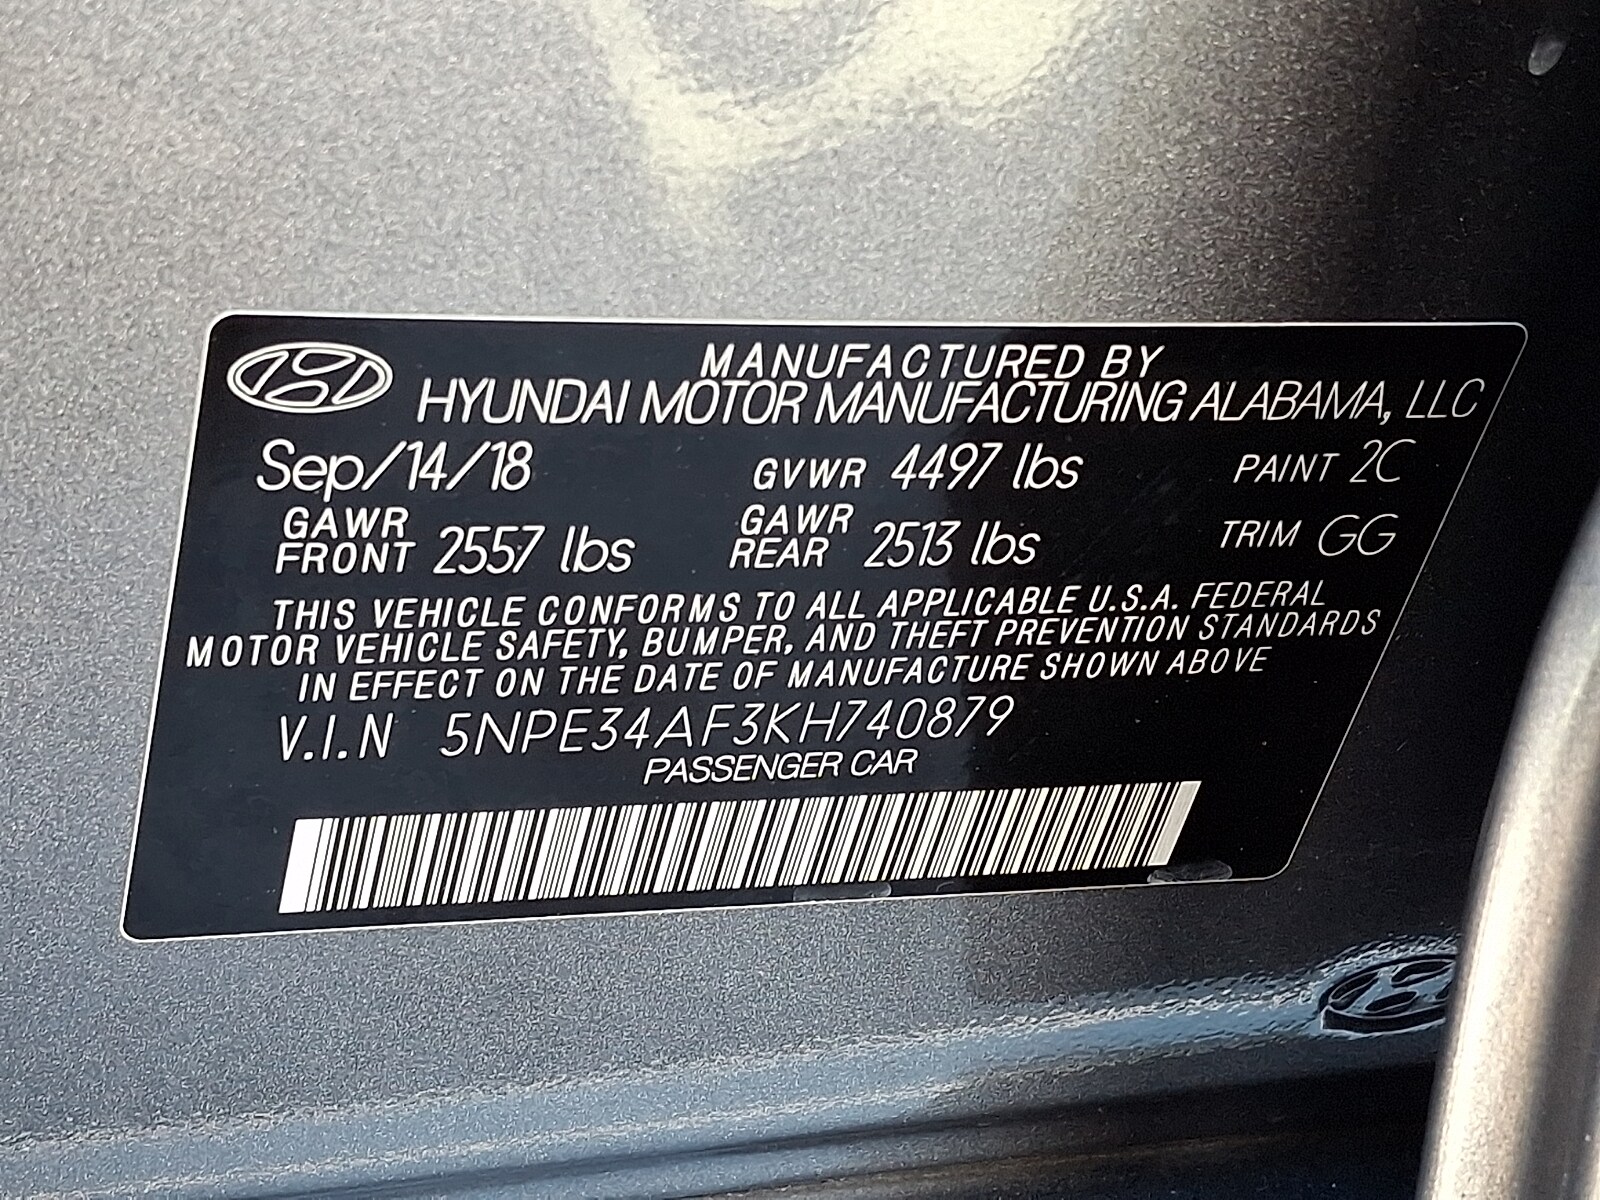 MANUFACTURED BY
HYUNDAI MOTOR MANUFACTURING ALABAMA, LLC
Sep/14/18 GVWR 4497 lbs PAINT 2C
GAWR FRONT 2557 lbs GAWR REAR 2513 lbs TRIM GG
THIS VEHICLE CONFORMS TO ALL APPLICABLE U.S.A. FEDERAL
MOTOR VEHICLE SAFETY, BUMPER, AND THEFT PREVENTION STANDARDS
IN EFFECT ON THE DATE OF MANUFACTURE SHOWN ABOVE
V.I.N 5NPE34AF3KH740879
PASSENGER CAR